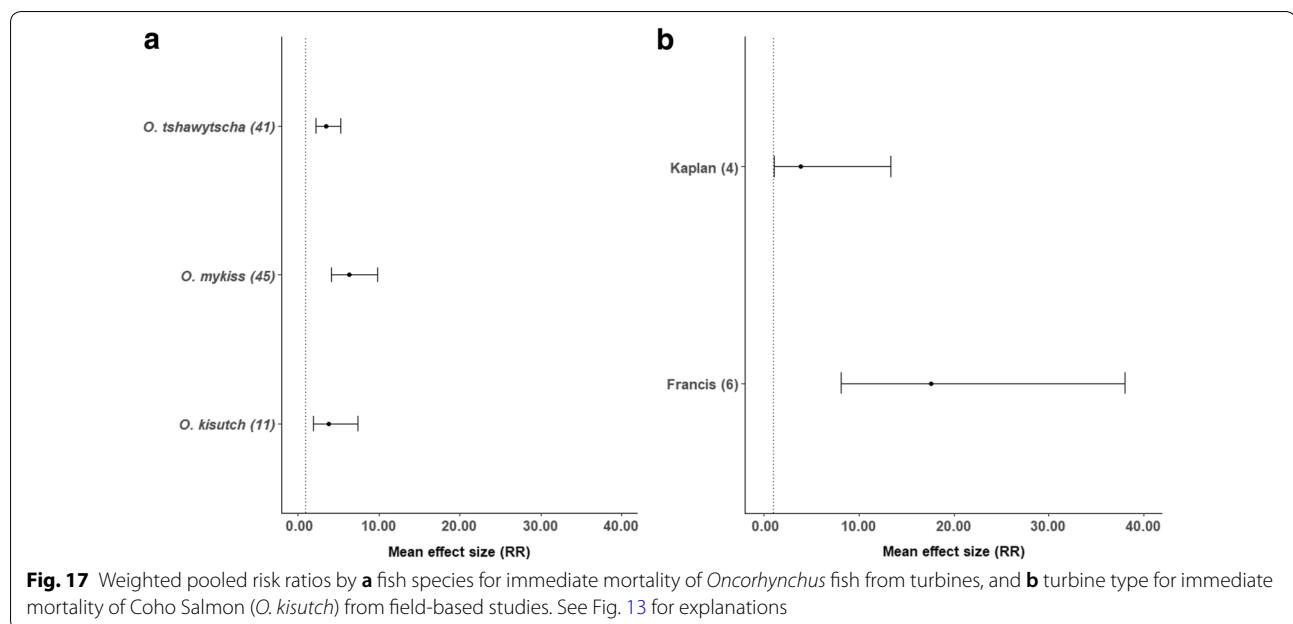 a
O. tshawytscha (41)
O. mykiss (45)
O. kisutch (11)
0.00 10.00 20.00 30.00 40.00
Mean effect size (RR)
b
Kaplan (4)
Francis (6)
0.00 10.00 20.00 30.00 40.00
Mean effect size (RR)
Fig. 17 Weighted pooled risk ratios by a fish species for immediate mortality of Oncorhynchus fish from turbines, and b turbine type for immediate
mortality of Coho Salmon (O. kisutch) from field-based studies. See Fig. 13 for explanations